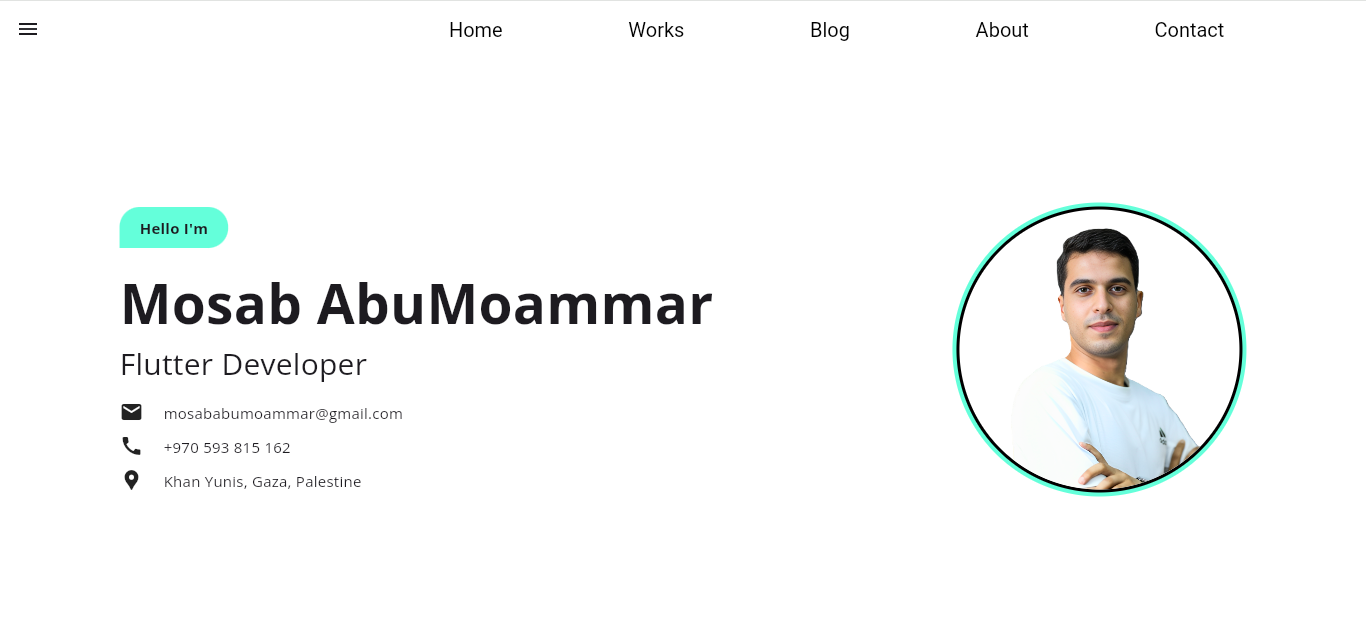 Home Works Blog About Contact
Hello I'm
Mosab AbuMoammar
Flutter Developer
mosababumoammar@gmail.com
+970 593 815 162
Khan Yunis, Gaza, Palestine